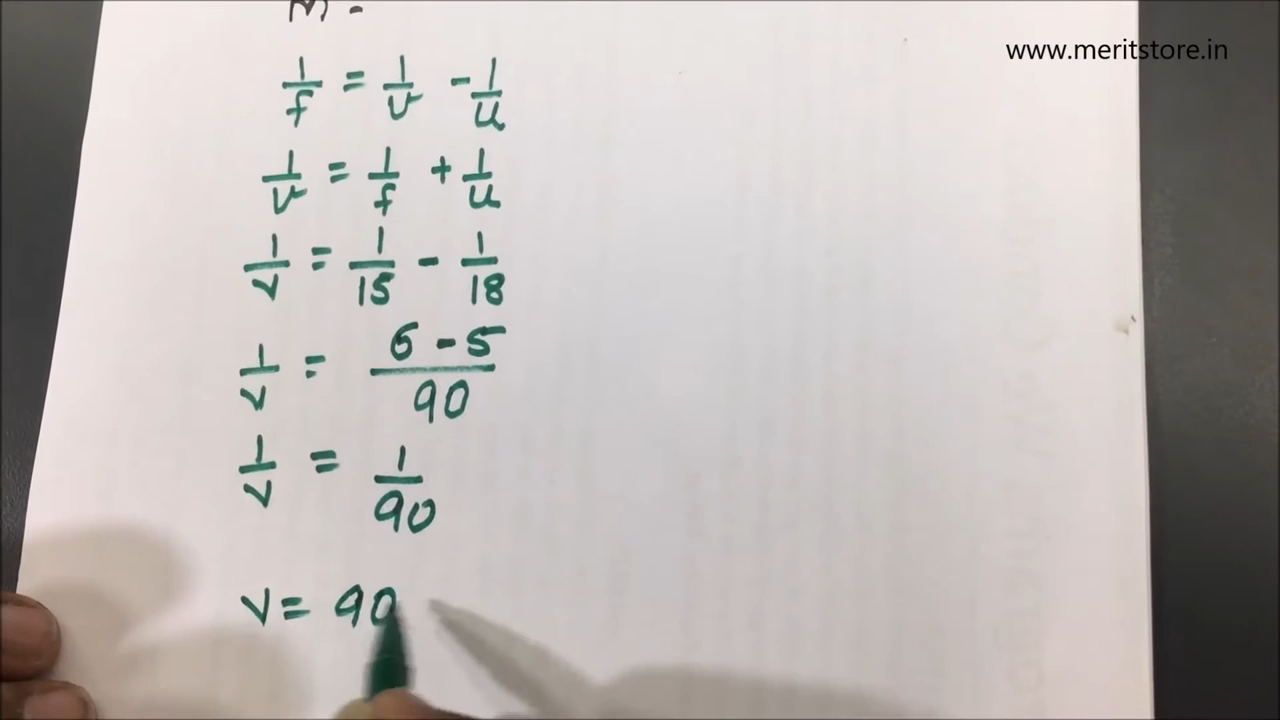 www.meritstore.in
m =
1/f = 1/v - 1/u
1/v = 1/f + 1/u
1/v = 1/15 - 1/18
1/v = 6 - 5/90
1/v = 1/90
v = 90